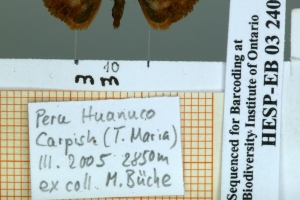 10
m m
Peru Huanuco
Carpish (T. Maria)
III. 2005 2850m
ex coll. M. Büche
Sequenced for Barcoding at
Biodiversity Institute of Ontario
HESP-EB 03 240